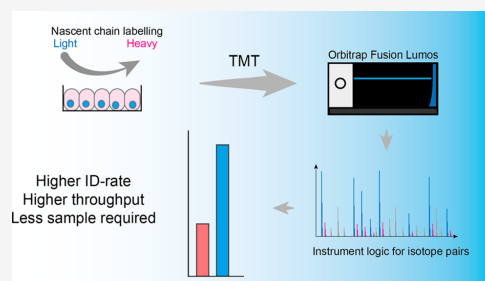 Nascent chain labelling
Light Heavy
TMT
Orbitrap Fusion Lumos
Higher ID-rate
Higher throughput
Less sample required
Instrument logic for isotope pairs